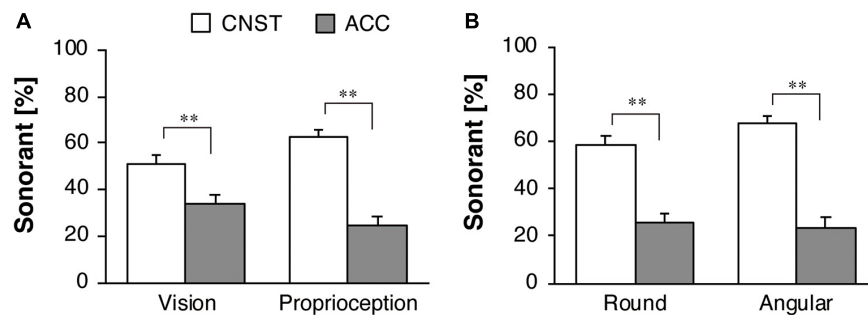 A
CNST ACC
Sonorant [%]
100
80
60
40
20
0
**
**
Vision Proprioception
B
Sonorant [%]
100
80
60
40
20
0
**
**
Round Angular